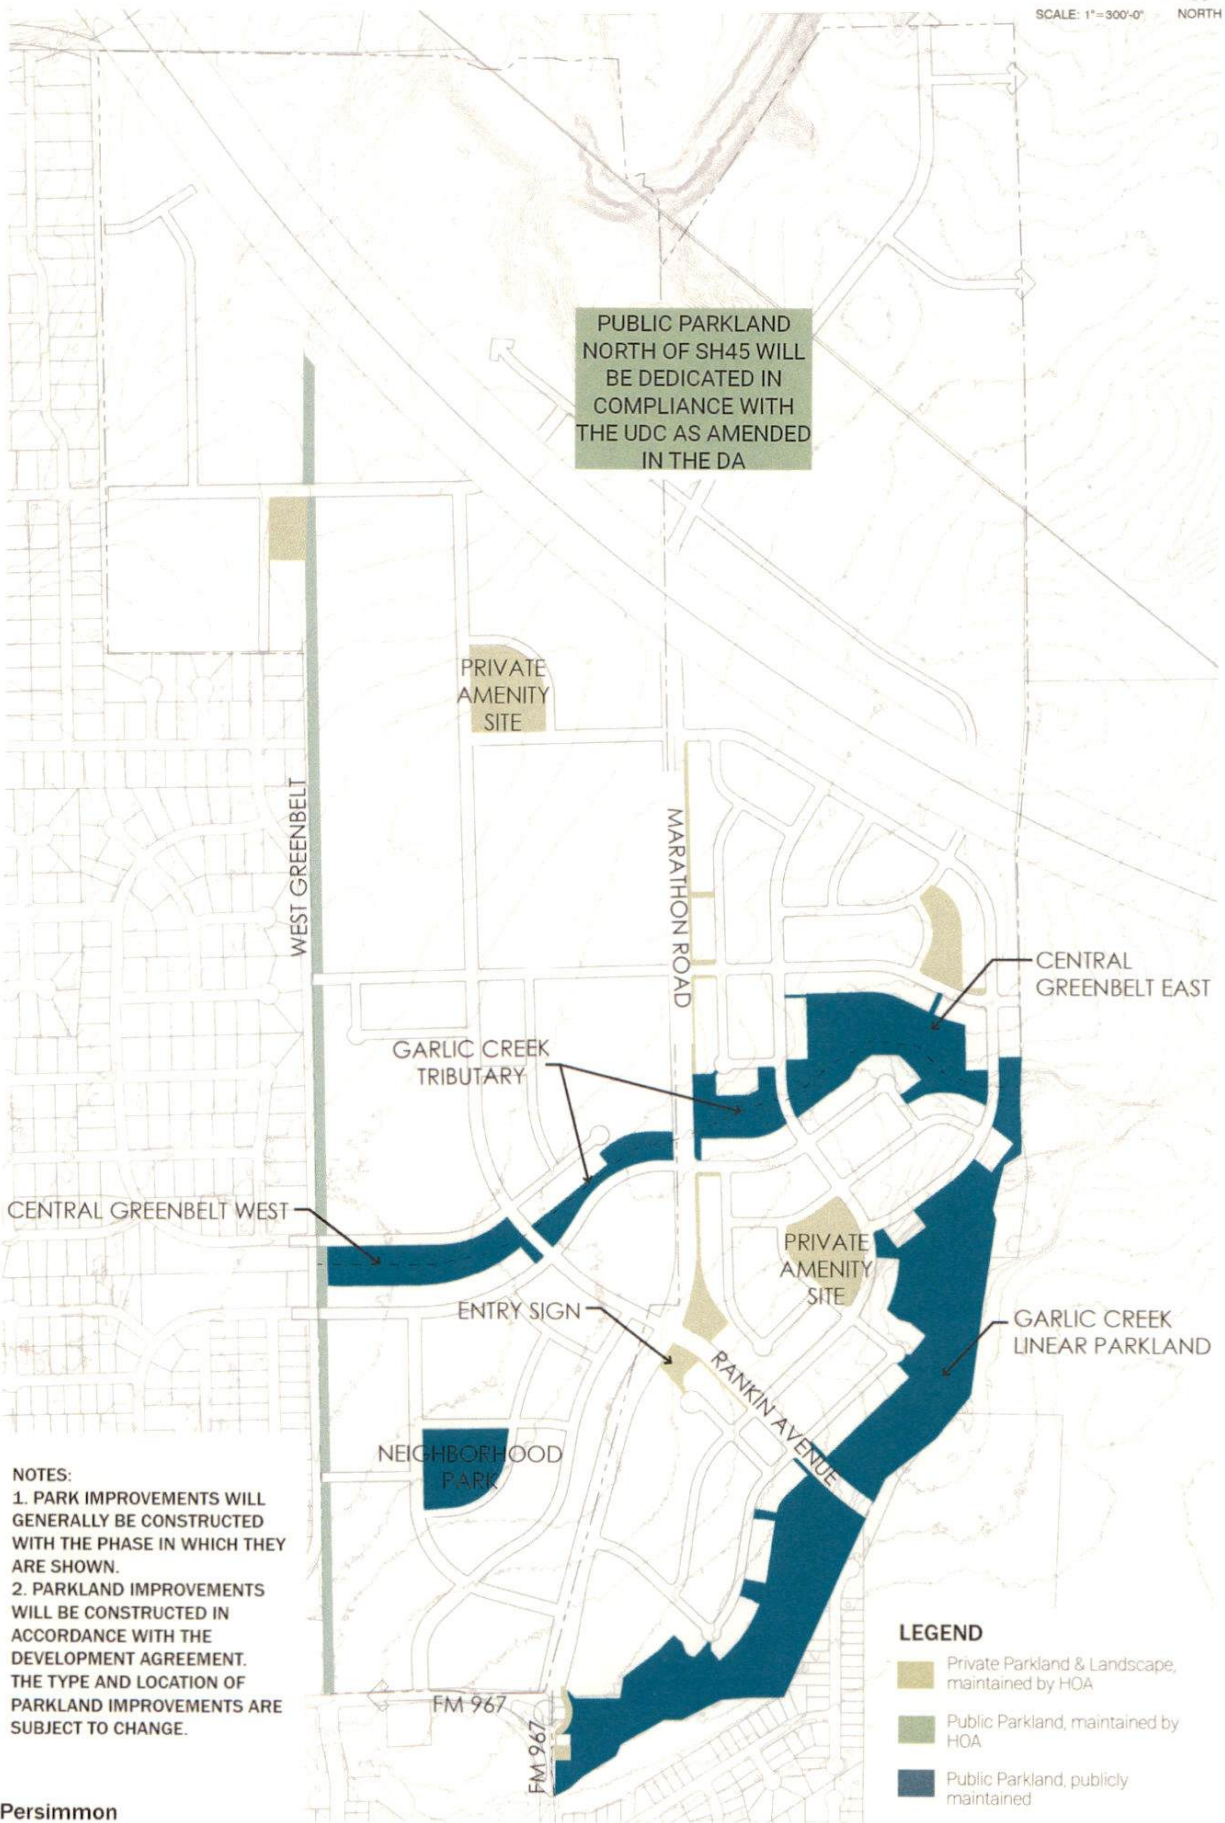 SCALE: 1"=300'-0"
NORTH
PUBLIC PARKLAND
NORTH OF SH45 WILL
BE DEDICATED IN
COMPLIANCE WITH
THE UDC AS AMENDED
IN THE DA
PRIVATE
AMENITY
SITE
WEST GREENBELT
MARATHON ROAD
CENTRAL
GREENBELT EAST
GARLIC CREEK
TRIBUTARY
CENTRAL GREENBELT WEST
PRIVATE
AMENITY
SITE
ENTRY SIGN
GARLIC CREEK
LINEAR PARKLAND
RANKIN AVENUE
NEIGHBORHOOD
PARK
NOTES:
1. PARK IMPROVEMENTS WILL
GENERALLY BE CONSTRUCTED
WITH THE PHASE IN WHICH THEY
ARE SHOWN.
2. PARKLAND IMPROVEMENTS
WILL BE CONSTRUCTED IN
ACCORDANCE WITH THE
DEVELOPMENT AGREEMENT.
THE TYPE AND LOCATION OF
PARKLAND IMPROVEMENTS ARE
SUBJECT TO CHANGE.
FM 967
FM 967
LEGEND
Private Parkland & Landscape,
maintained by HOA
Public Parkland, maintained by
HOA
Public Parkland, publicly
maintained
Persimmon